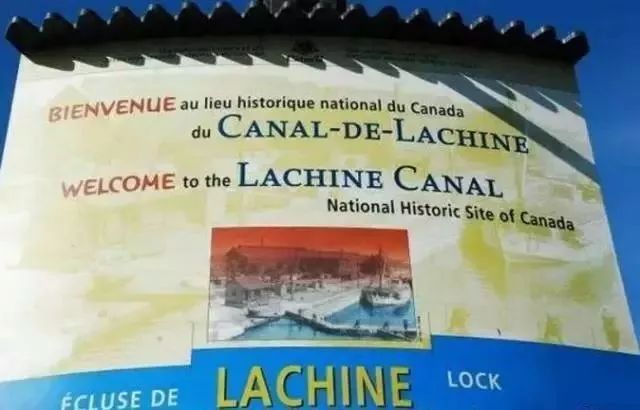 BIENVENUE au lieu historique national du Canada
du CANAL-DE-LACHINE
WELCOME to the LACHINE CANAL
National Historic Site of Canada
ÉCLUSE DE LACHINE LOCK